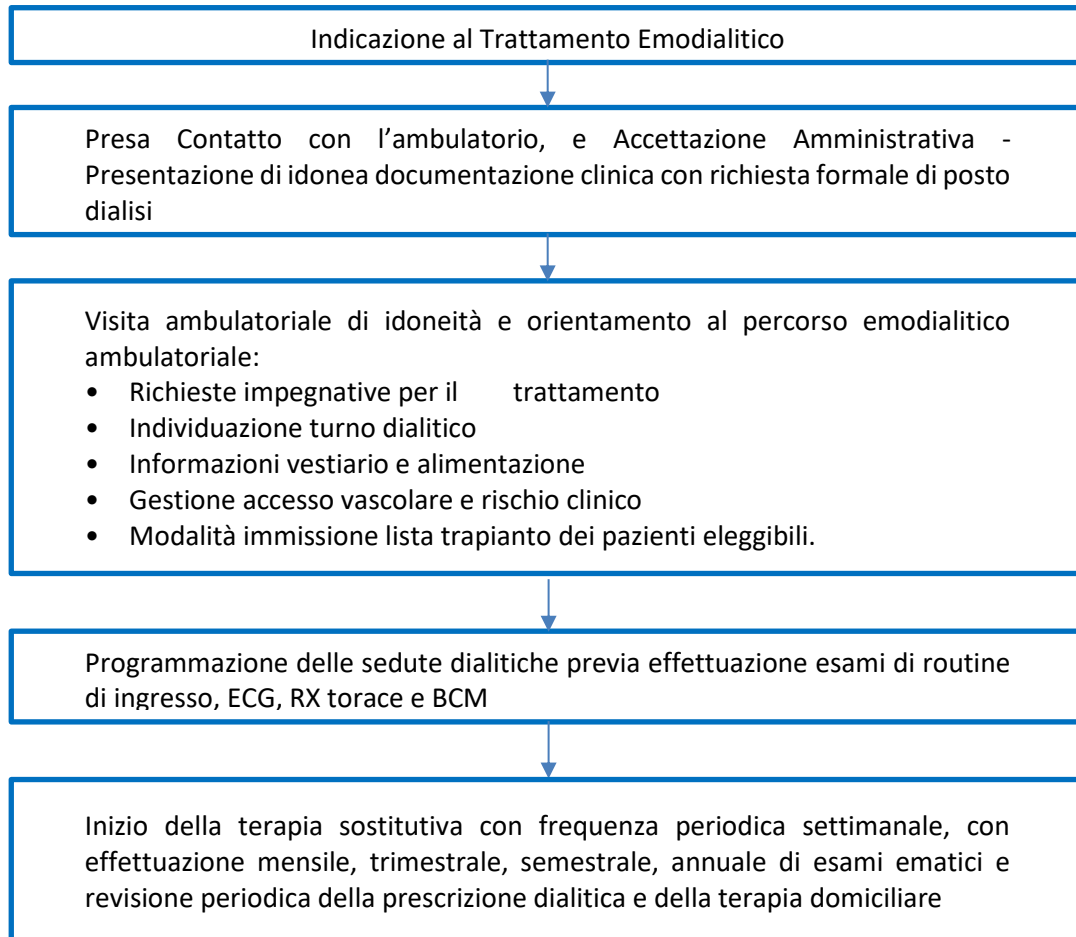 Indicazione al Trattamento Emodialitico
Presa Contatto con l'ambulatorio, e Accettazione Amministrativa -
Presentazione di idonea documentazione clinica con richiesta formale di posto
dialisi
Visita ambulatoriale di idoneità e orientamento al percorso emodialitico
ambulatoriale:
• Richieste impegnative per il trattamento
• Individuazione turno dialitico
• Informazioni vestiario e alimentazione
• Gestione accesso vascolare e rischio clinico
• Modalità immissione lista trapianto dei pazienti eleggibili.
Programmazione delle sedute dialitiche previa effettuazione esami di routine
di ingresso, ECG, RX torace e BCM
Inizio della terapia sostitutiva con frequenza periodica settimanale, con
effettuazione mensile, trimestrale, semestrale, annuale di esami ematici e
revisione periodica della prescrizione dialitica e della terapia domiciliare